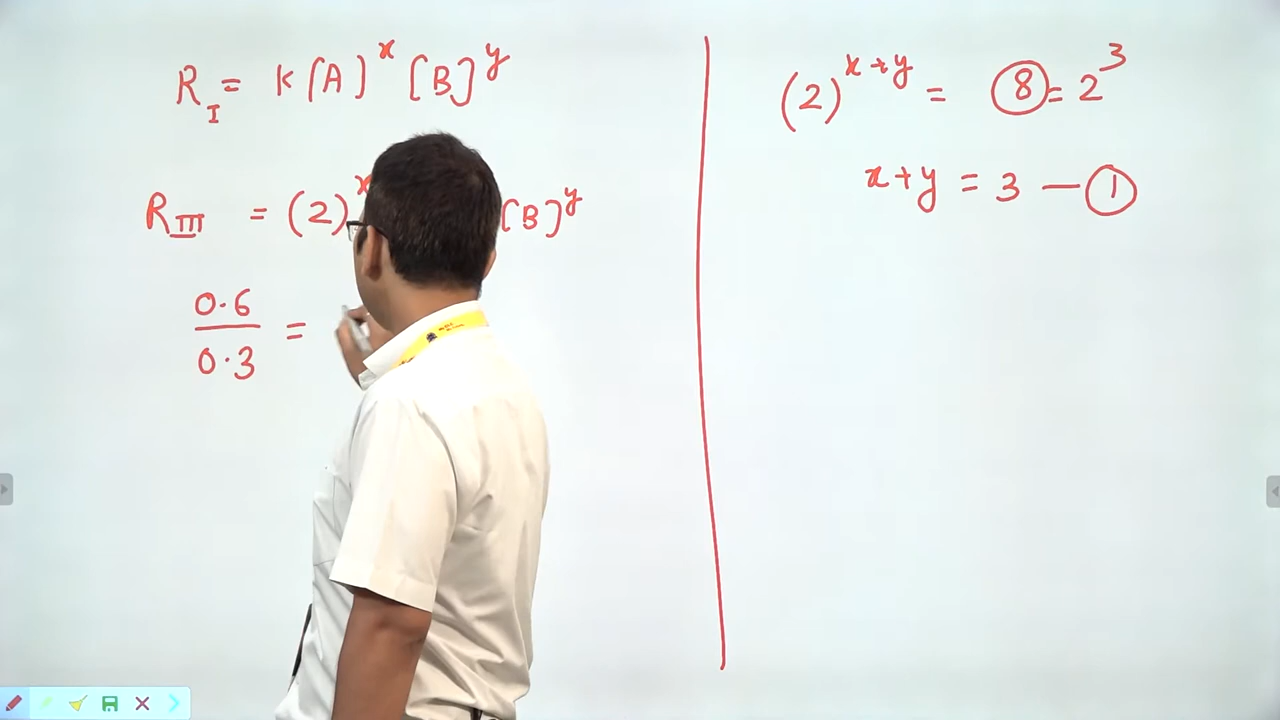 R_I = K[A)^x [B]^y
R_III = (2)^x [B]^y
0.6/0.3 =
(2)^(x+y) = 8 = 2^3
x+y = 3 — ①